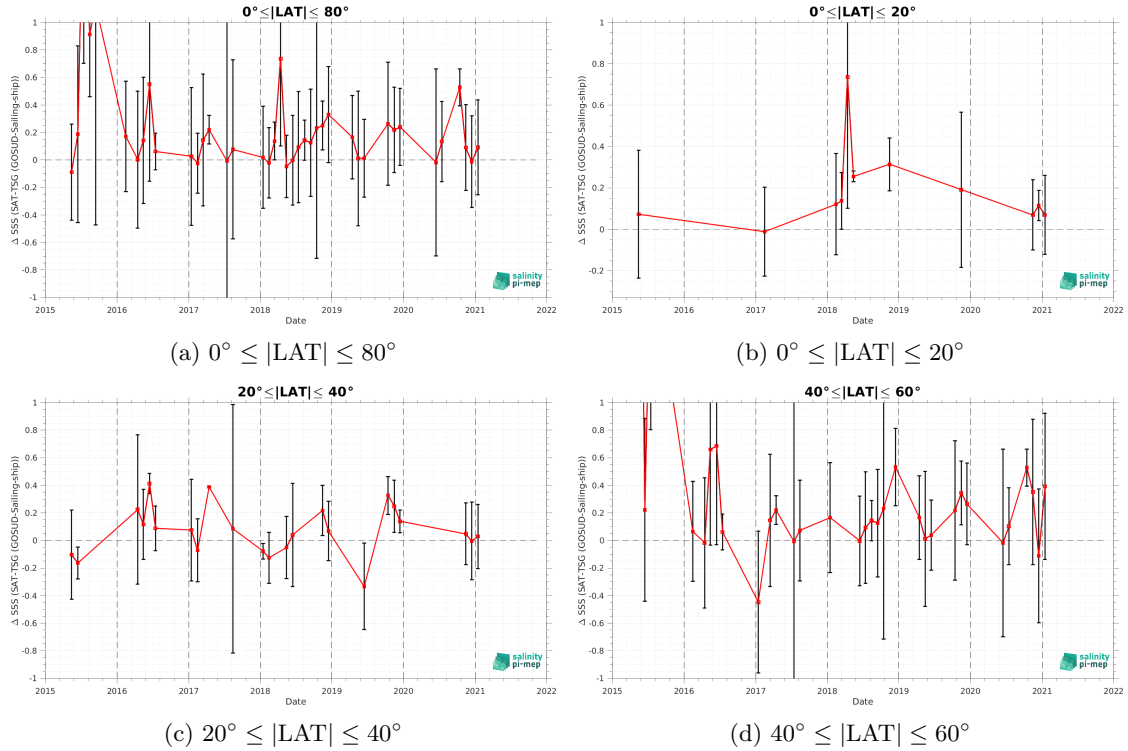 0°≤|LAT|≤ 80°
Δ SSS (SAT-TSG (GOSUD-Sailing-ship))
1
0.8
0.6
0.4
0.2
0
-0.2
-0.4
-0.6
-0.8
-1
2015 2016 2017 2018 2019 2020 2021 2022
Date
salinity
pi-mep
(a) 0° ≤ |LAT| ≤ 80°
0°≤|LAT|≤ 20°
Δ SSS (SAT-TSG (GOSUD-Sailing-ship))
1
0.8
0.6
0.4
0.2
0
-0.2
2015 2016 2017 2018 2019 2020 2021 2022
Date
salinity
pi-mep
(b) 0° ≤ |LAT| ≤ 20°
20°≤|LAT|≤ 40°
Δ SSS (SAT-TSG (GOSUD-Sailing-ship))
1
0.8
0.6
0.4
0.2
0
-0.2
-0.4
-0.6
-0.8
-1
2015 2016 2017 2018 2019 2020 2021 2022
Date
salinity
pi-mep
(c) 20° ≤ |LAT| ≤ 40°
40°≤|LAT|≤ 60°
Δ SSS (SAT-TSG (GOSUD-Sailing-ship))
1
0.8
0.6
0.4
0.2
0
-0.2
-0.4
-0.6
-0.8
-1
2015 2016 2017 2018 2019 2020 2021 2022
Date
salinity
pi-mep
(d) 40° ≤ |LAT| ≤ 60°